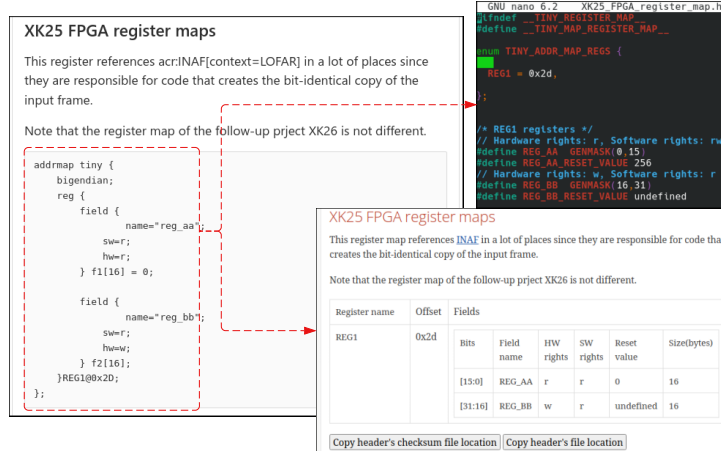 XK25 FPGA register maps
This register references acr:INAF[context=LOFAR] in a lot of places since
they are responsible for code that creates the bit-identical copy of the
input frame.
Note that the register map of the follow-up prject XK26 is not different.
addrmap tiny {
bigendian;
reg {
field {
name="reg_aa";
sw=r;
hw=r;
} f1[16] = 0;
field {
name="reg_bb";
sw=r;
hw=w;
} f2[16];
}REG1@0x2D;
};
GNU nano 6.2 XK25_FPGA_register_map.h
#ifndef __TINY_REGISTER_MAP__
#define __TINY_REGISTER_MAP_REGISTER_MAP__
enum TINY_ADDR_MAP_REGS {
REG1 = 0x2d,
};
/* REG1 registers */
// Hardware rights: r, Software rights: rw
#define REG_AA GENMASK(0,15)
#define REG_AA_RESET_VALUE 256
// Hardware rights: w, Software rights: r
#define REG_BB GENMASK(16,31)
#define REG_BB_RESET_VALUE undefined
XK25 FPGA register maps
This register map references INAF in a lot of places since they are responsible for code tha
creates the bit-identical copy of the input frame.
Note that the register map of the follow-up prject XK26 is not different.
Register name Offset Fields
REG1 0x2d
Bits Field name HW rights SW rights Reset value Size(bytes)
[15:0] REG_AA r r 0 16
[31:16] REG_BB w r undefined 16
Copy header's checksum file location Copy header's file location